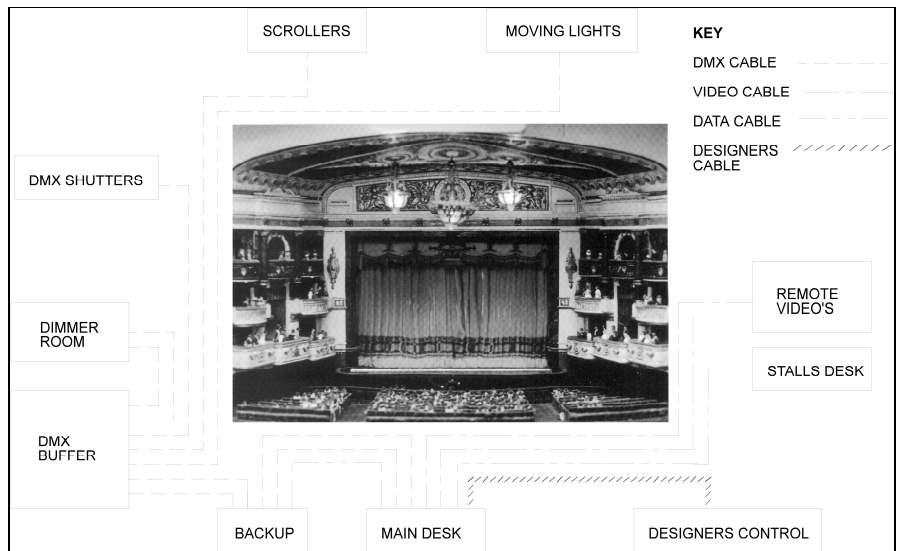 SCROLLERS
MOVING LIGHTS
KEY
DMX CABLE
VIDEO CABLE
DATA CABLE
DESIGNERS
CABLE
DMX SHUTTERS
REMOTE
VIDEO'S
DIMMER
ROOM
STALLS DESK
DMX
BUFFER
BACKUP
MAIN DESK
DESIGNERS CONTROL